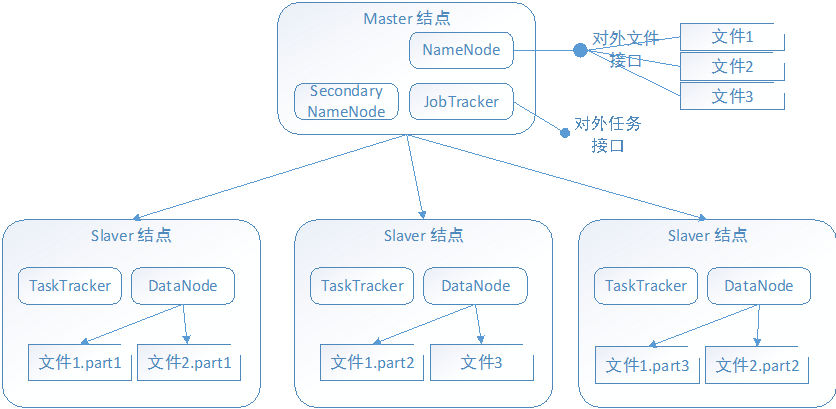 Master 结点
NameNode
对外文件
接口
文件1
文件2
文件3
Secondary
NameNode
JobTracker
对外任务
接口
Slaver 结点
TaskTracker
DataNode
文件1.part1
文件2.part1
Slaver 结点
TaskTracker
DataNode
文件1.part2
文件3
Slaver 结点
TaskTracker
DataNode
文件1.part3
文件2.part2